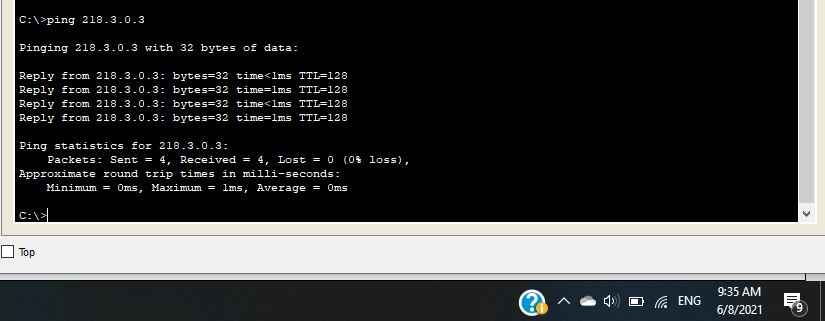 C:\>ping 218.3.0.3
Pinging 218.3.0.3 with 32 bytes of data:
Reply from 218.3.0.3: bytes=32 time<1ms TTL=128
Reply from 218.3.0.3: bytes=32 time=1ms TTL=128
Reply from 218.3.0.3: bytes=32 time<1ms TTL=128
Reply from 218.3.0.3: bytes=32 time=1ms TTL=128
Ping statistics for 218.3.0.3:
Packets: Sent = 4, Received = 4, Lost = 0 (0% loss),
Approximate round trip times in milli-seconds:
Minimum = 0ms, Maximum = 1ms, Average = 0ms
C:\>
Top
ENG
9:35 AM
6/8/2021
9